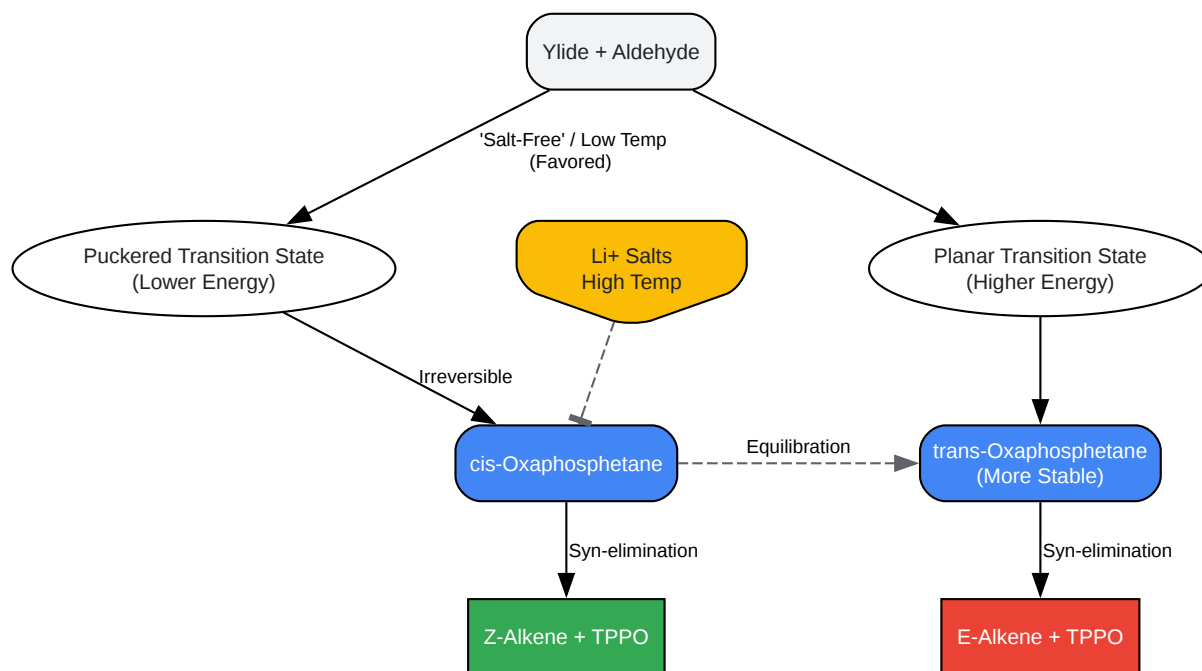 Ylide + Aldehyde
'Salt-Free' / Low Temp
(Favored)
Puckered Transition State
(Lower Energy)
Li+ Salts
High Temp
Planar Transition State
(Higher Energy)
Irreversible
cis-Oxaphosphetane
Equilibration
trans-Oxaphosphetane
(More Stable)
Syn-elimination
Syn-elimination
Z-Alkene + TPPO
E-Alkene + TPPO